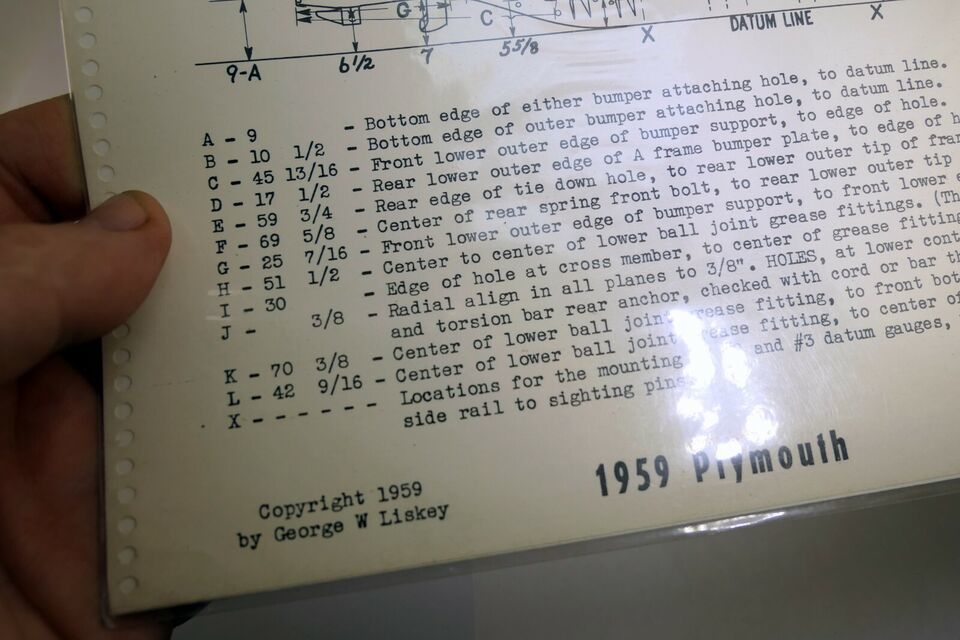 G
C
X
DATUM LINE
X
9-A
6 1/2
7
5 5/8
A - 9 - Bottom edge of either bumper attaching hole, to datum line.
B - 10 1/2 - Bottom edge of outer bumper attaching hole, to datum line.
C - 45 13/16 - Front lower outer edge of bumper support, to edge of hole.
D - 17 1/2 - Rear lower outer edge of A frame bumper plate, to edge of
E - 59 3/4 - Rear edge of tie down hole, to rear lower outer tip of
F - 69 5/8 - Center of rear spring front bolt, to rear lower outer tip
G - 25 7/16 - Front lower outer edge of bumper support, to front lower
H - 51 1/2 - Center to center of lower ball joint grease fittings.
I - 30 - Edge of hole at cross member, to center of grease
J - 3/8 - Radial align in all planes to 3/8". HOLES, at lower
and torsion bar rear anchor, checked with cord or bar
K - 70 3/8 - Center of lower ball joint grease fitting, to front
L - 42 9/16 - Center of lower ball joint grease fitting, to center of
X - - - - - - - Locations for the mounting and #3 datum gauges,
side rail to sighting pins
1959 Plymouth
Copyright 1959
by George W Liskey